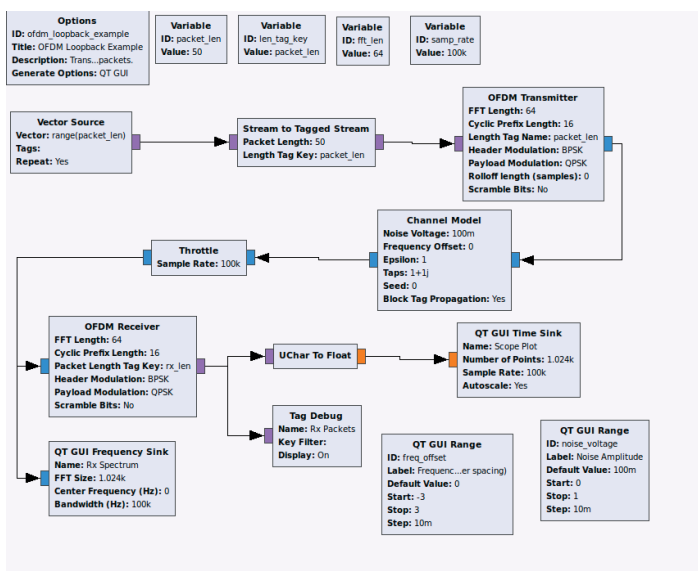 Options
ID: ofdm_loopback_example
Title: OFDM Loopback Example
Description: Trans...packets.
Generate Options: QT GUI
Variable
ID: packet_len
Value: 50
Variable
ID: len_tag_key
Value: packet_len
Variable
ID: fft_len
Value: 64
Variable
ID: samp_rate
Value: 100k
Vector Source
Vector: range(packet_len)
Tags:
Repeat: Yes
Stream to Tagged Stream
Packet Length: 50
Length Tag Key: packet_len
OFDM Transmitter
FFT Length: 64
Cyclic Prefix Length: 16
Length Tag Name: packet_len
Header Modulation: BPSK
Payload Modulation: QPSK
Rolloff length (samples): 0
Scramble Bits: No
Channel Model
Noise Voltage: 100m
Frequency Offset: 0
Epsilon: 1
Taps: 1+1j
Seed: 0
Block Tag Propagation: Yes
Throttle
Sample Rate: 100k
OFDM Receiver
FFT Length: 64
Cyclic Prefix Length: 16
Packet Length Tag Key: rx_len
Header Modulation: BPSK
Payload Modulation: QPSK
Scramble Bits: No
UChar To Float
QT GUI Time Sink
Name: Scope Plot
Number of Points: 1.024k
Sample Rate: 100k
Autoscale: Yes
Tag Debug
Name: Rx Packets
Key Filter:
Display: On
QT GUI Frequency Sink
Name: Rx Spectrum
FFT Size: 1.024k
Center Frequency (Hz): 0
Bandwidth (Hz): 100k
QT GUI Range
ID: freq_offset
Label: Frequenc...er spacing)
Default Value: 0
Start: -3
Stop: 3
Step: 10m
QT GUI Range
ID: noise_voltage
Label: Noise Amplitude
Default Value: 100m
Start: 0
Stop: 1
Step: 10m